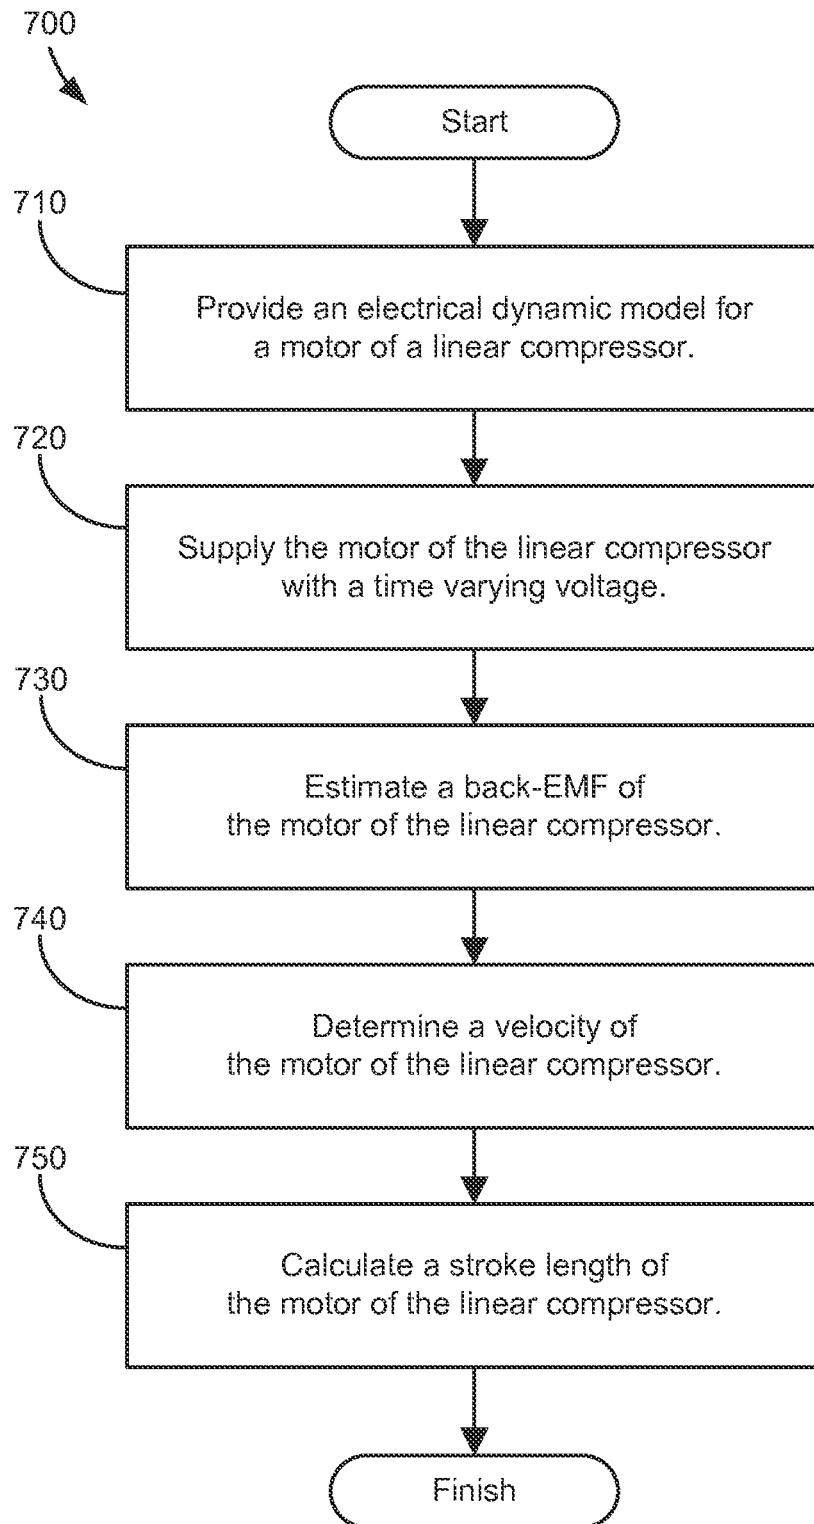 700
Start
710
Provide an electrical dynamic model for
a motor of a linear compressor.
720
Supply the motor of the linear compressor
with a time varying voltage.
730
Estimate a back-EMF of
the motor of the linear compressor.
740
Determine a velocity of
the motor of the linear compressor.
750
Calculate a stroke length of
the motor of the linear compressor.
Finish